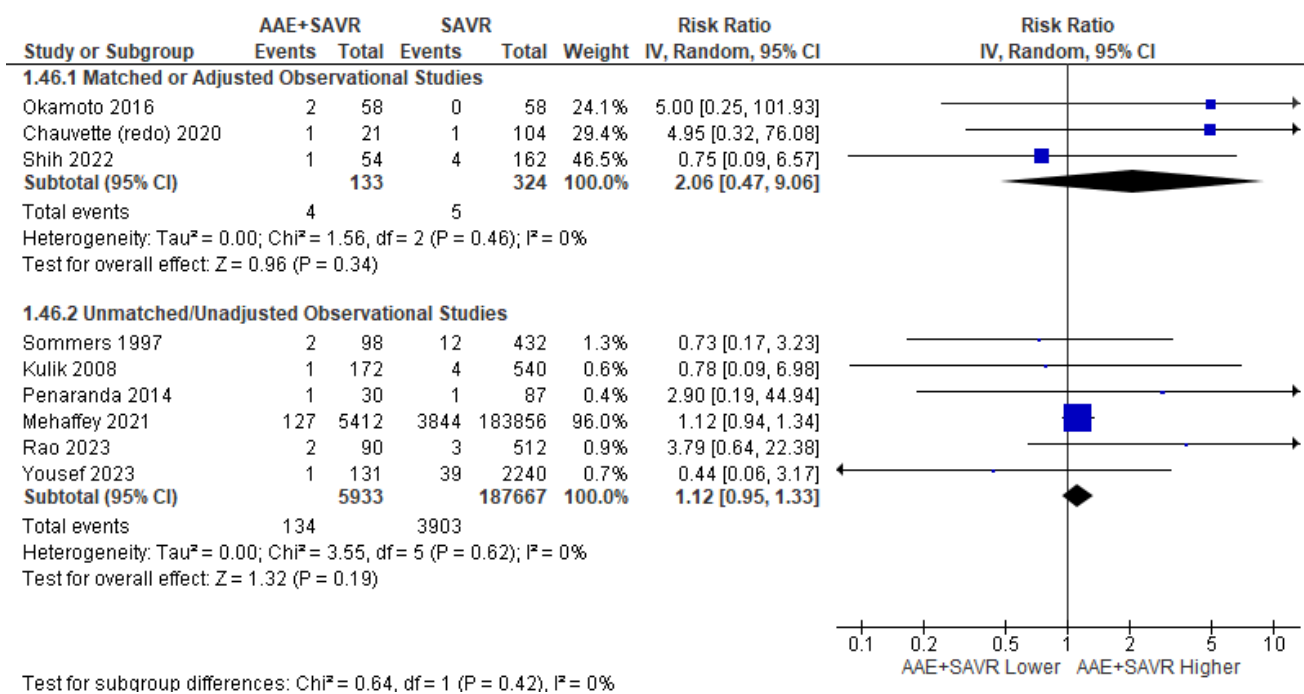 AAE+SAVR SAVR Risk Ratio Risk Ratio
Study or Subgroup Events Total Events Total Weight IV, Random, 95% CI IV, Random, 95% CI
1.46.1 Matched or Adjusted Observational Studies
Okamoto 2016 2 58 0 58 24.1% 5.00 [0.25, 101.93]
Chauvette (redo) 2020 1 21 1 104 29.4% 4.95 [0.32, 76.08]
Shih 2022 1 54 4 162 46.5% 0.75 [0.09, 6.57]
Subtotal (95% CI) 133 324 100.0% 2.06 [0.47, 9.06]
Total events 4 5
Heterogeneity: Tau² = 0.00; Chi² = 1.56, df = 2 (P = 0.46); I² = 0%
Test for overall effect: Z = 0.96 (P = 0.34)
1.46.2 Unmatched/Unadjusted Observational Studies
Sommers 1997 2 98 12 432 1.3% 0.73 [0.17, 3.23]
Kulik 2008 1 172 4 540 0.6% 0.78 [0.09, 6.98]
Penaranda 2014 1 30 1 87 0.4% 2.90 [0.19, 44.94]
Mehaffey 2021 127 5412 3844 183856 96.0% 1.12 [0.94, 1.34]
Rao 2023 2 90 3 512 0.9% 3.79 [0.64, 22.38]
Yousef 2023 1 131 39 2240 0.7% 0.44 [0.06, 3.17]
Subtotal (95% CI) 5933 187667 100.0% 1.12 [0.95, 1.33]
Total events 134 3903
Heterogeneity: Tau² = 0.00; Chi² = 3.55, df = 5 (P = 0.62); I² = 0%
Test for overall effect: Z = 1.32 (P = 0.19)
0.1 0.2 0.5 1 2 5 10
AAE+SAVR Lower AAE+SAVR Higher
Test for subgroup differences: Chi² = 0.64, df = 1 (P = 0.42), I² = 0%